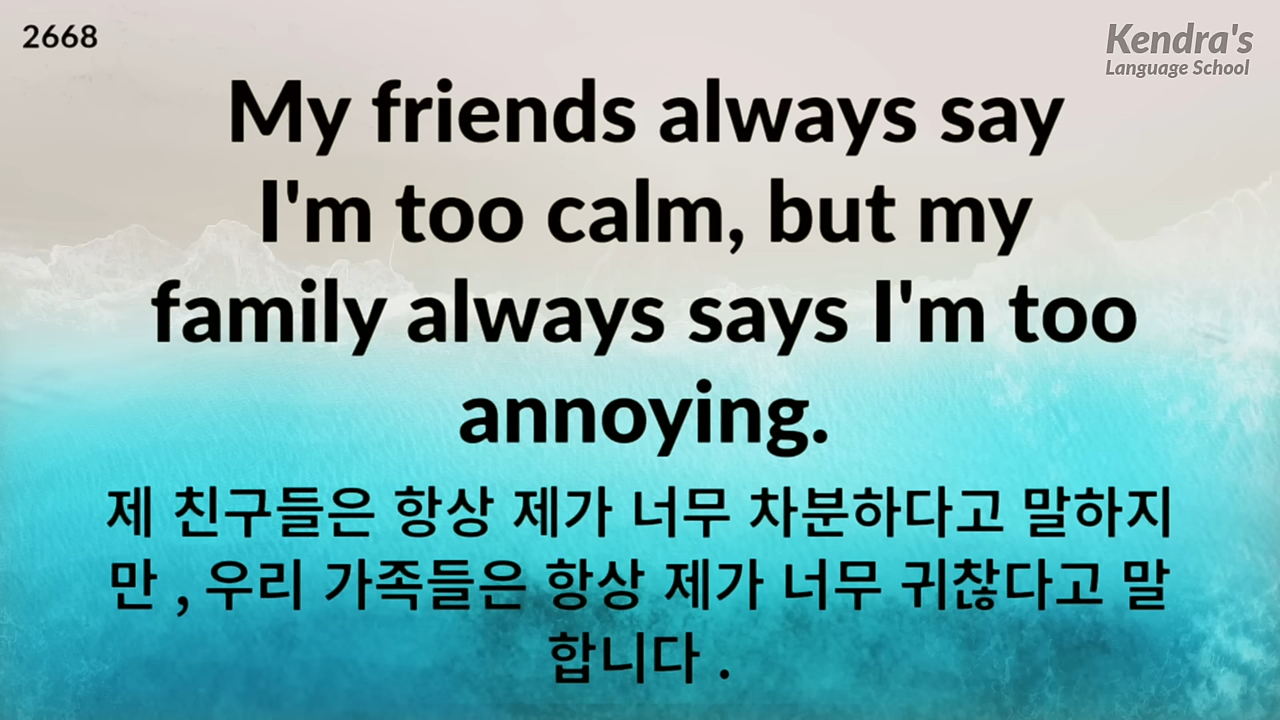 2668
Kendra's
Language School
My friends always say
I'm too calm, but my
family always says I'm too
annoying.
제 친구들은 항상 제가 너무 차분하다고 말하지
만 , 우리 가족들은 항상 제가 너무 귀찮다고 말
합니다 .